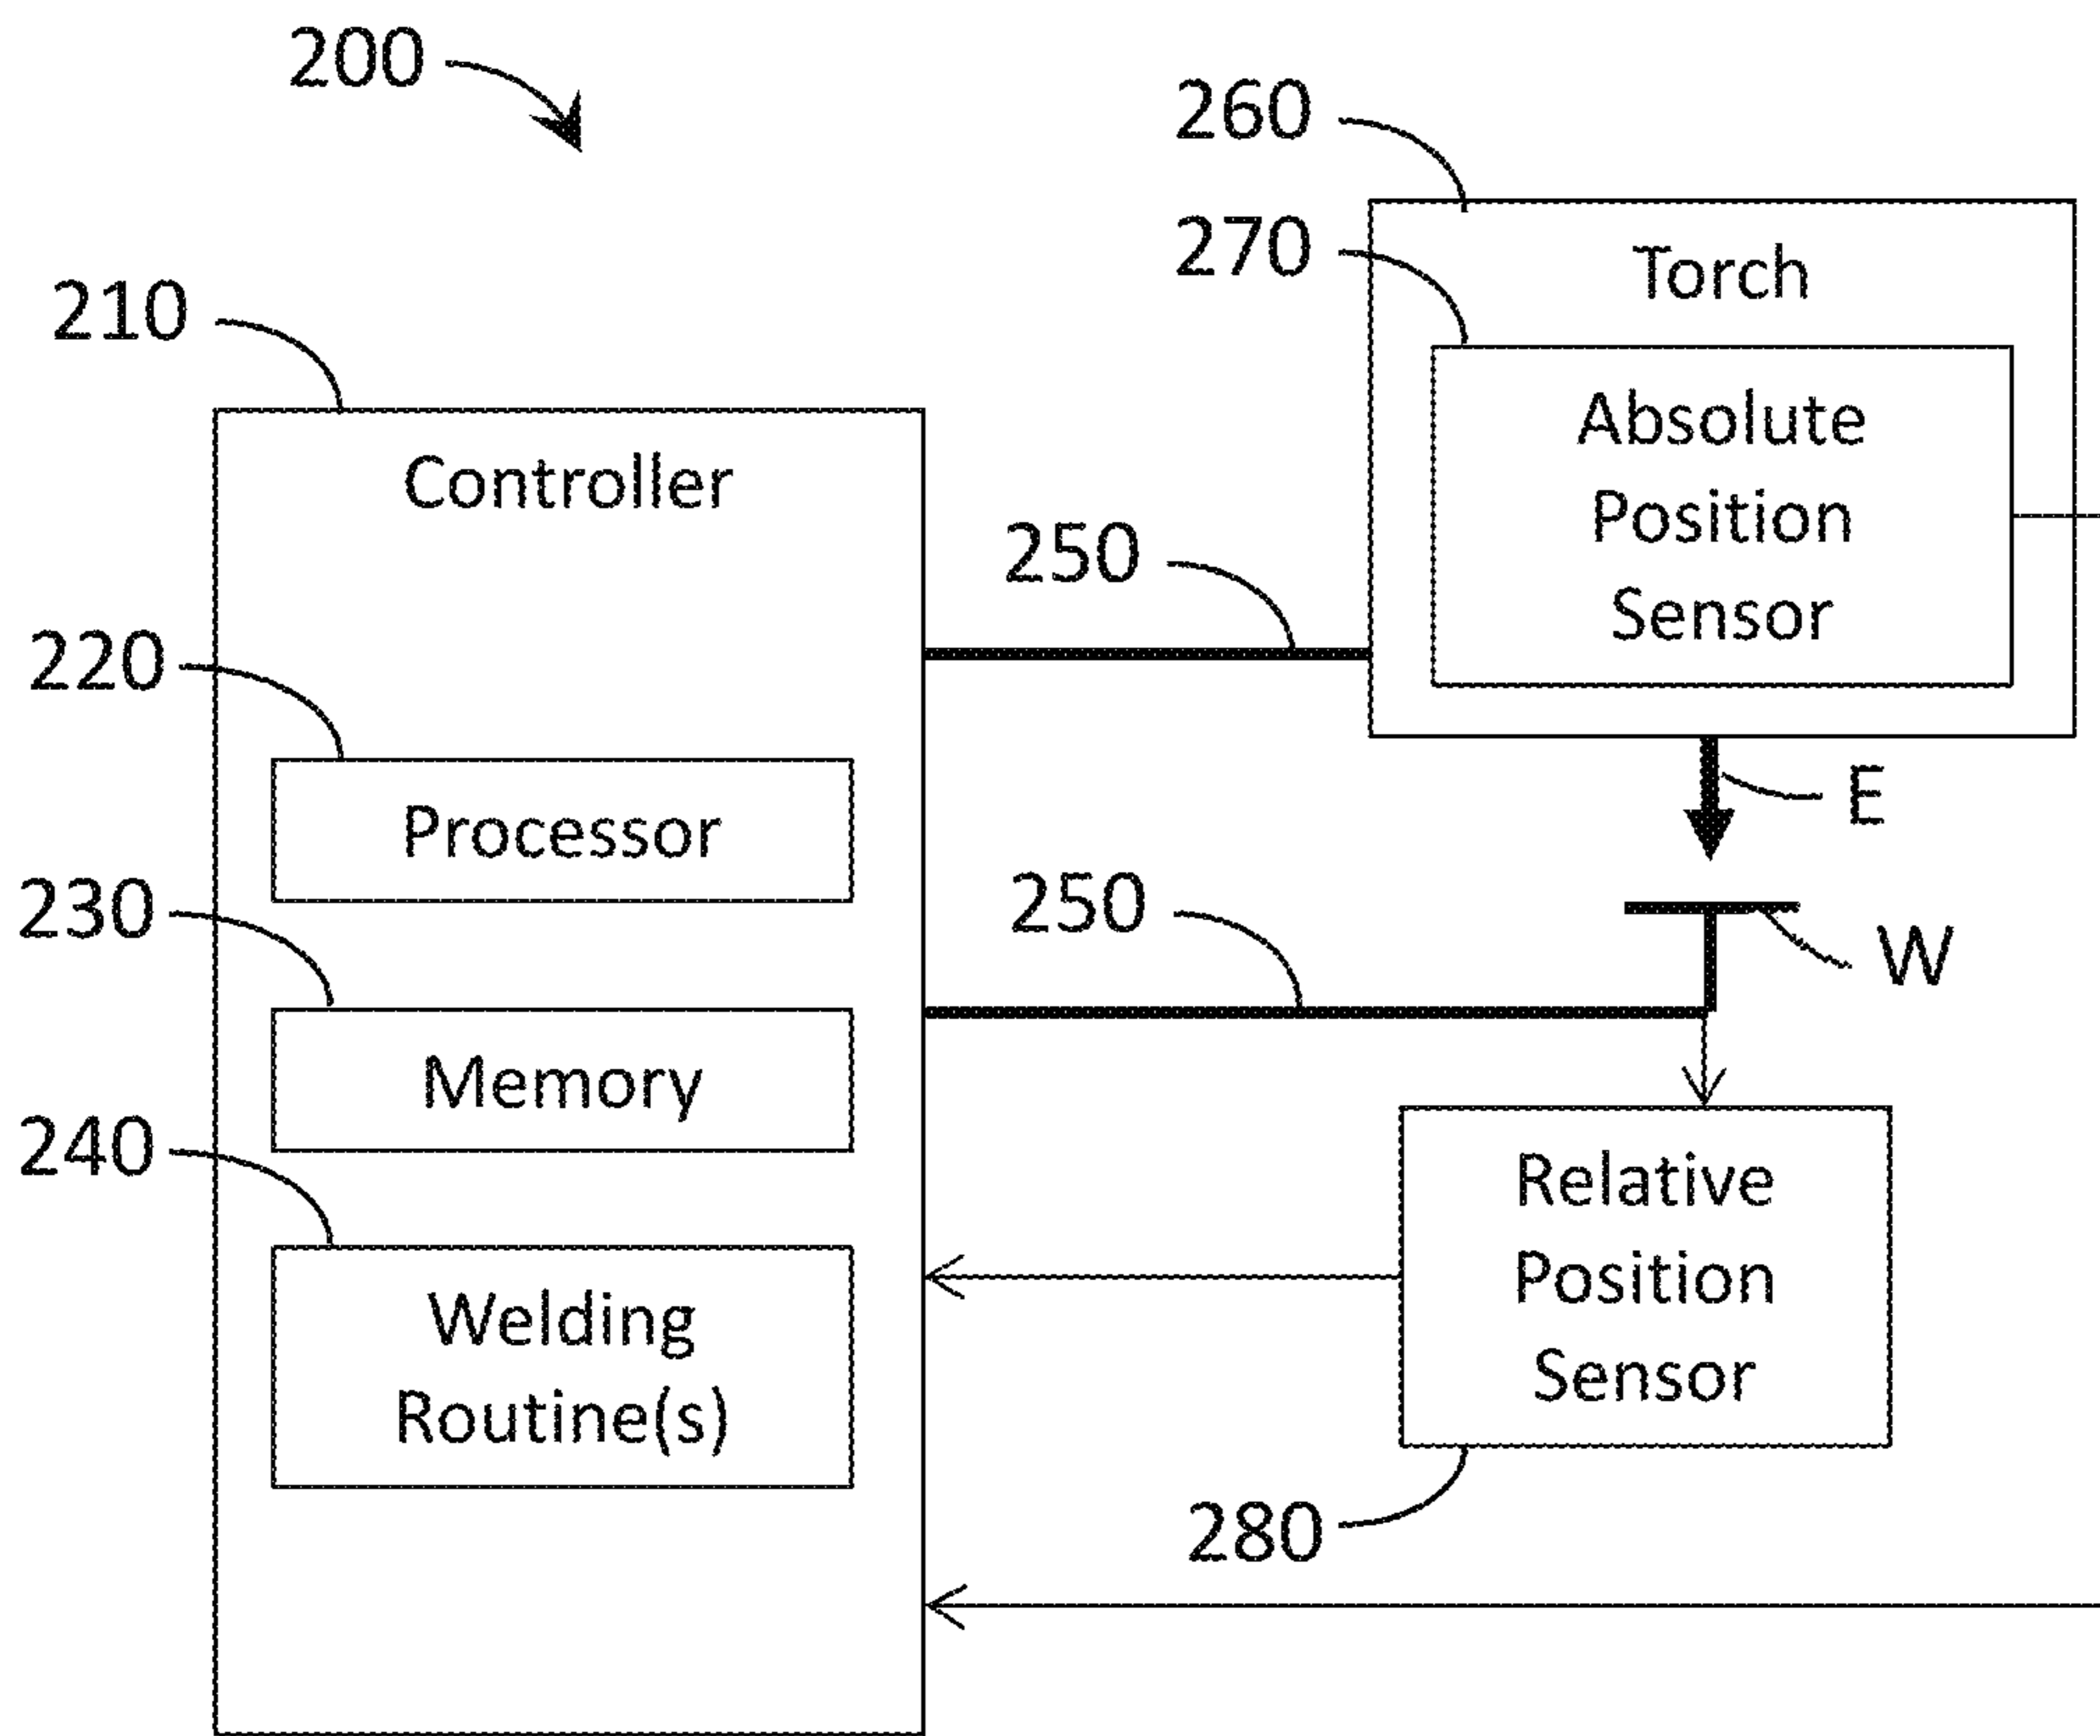 200
260
270
Torch
210
Absolute
Position
Sensor
Controller
250
220
E
Processor
230
250
W
Memory
240
Relative
Position
Sensor
Welding
Routine(s)
280